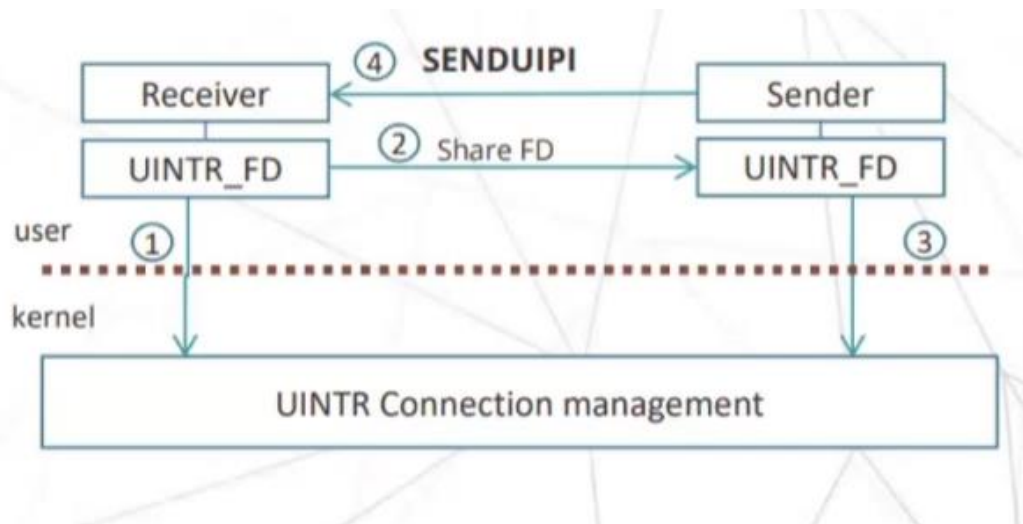 ④ SENDUIPI
Receiver
Sender
② Share FD
UINTR_FD
UINTR_FD
user
①
③
kernel
UINTR Connection management